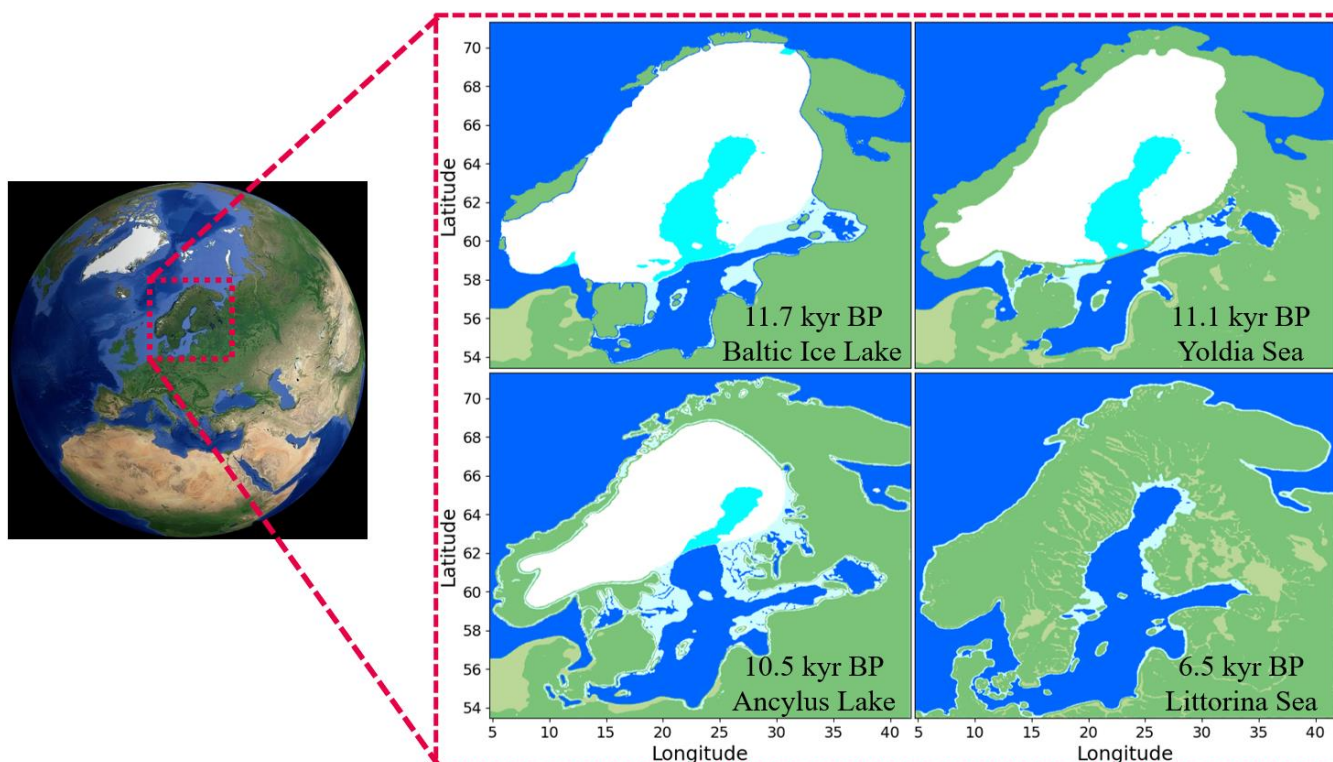 70
68
66
64
62
60
58
56
54
Latitude
11.7 kyr BP
Baltic Ice Lake
11.1 kyr BP
Yoldia Sea
70
68
66
64
62
60
58
56
54
Latitude
10.5 kyr BP
Ancylus Lake
6.5 kyr BP
Littorina Sea
5 10 15 20 25 30 35 40
Longitude
5 10 15 20 25 30 35 40
Longitude